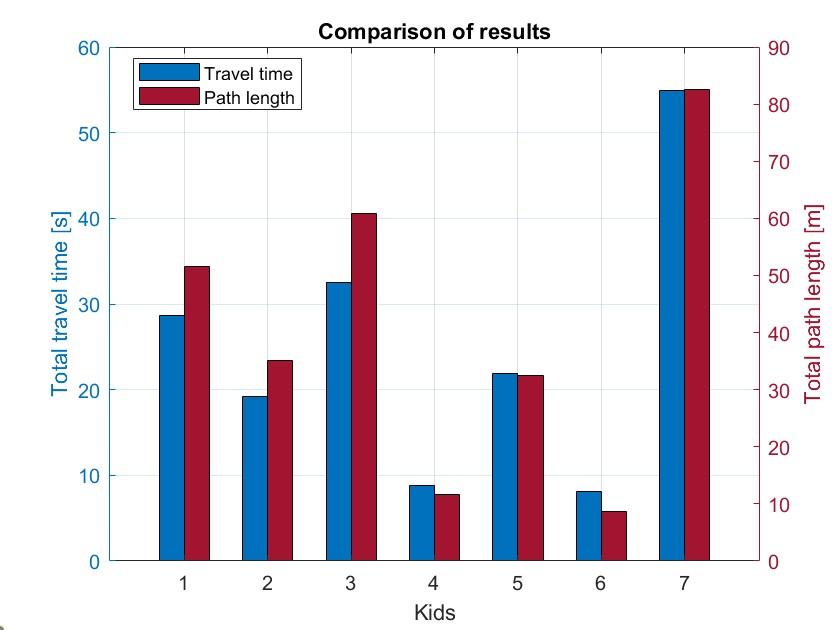 Comparison of results
Travel time
Path length
Total travel time [s]
60
50
40
30
20
10
0
90
80
70
60
50
40
30
20
10
0
Total path length [m]
1 2 3 4 5 6 7
Kids